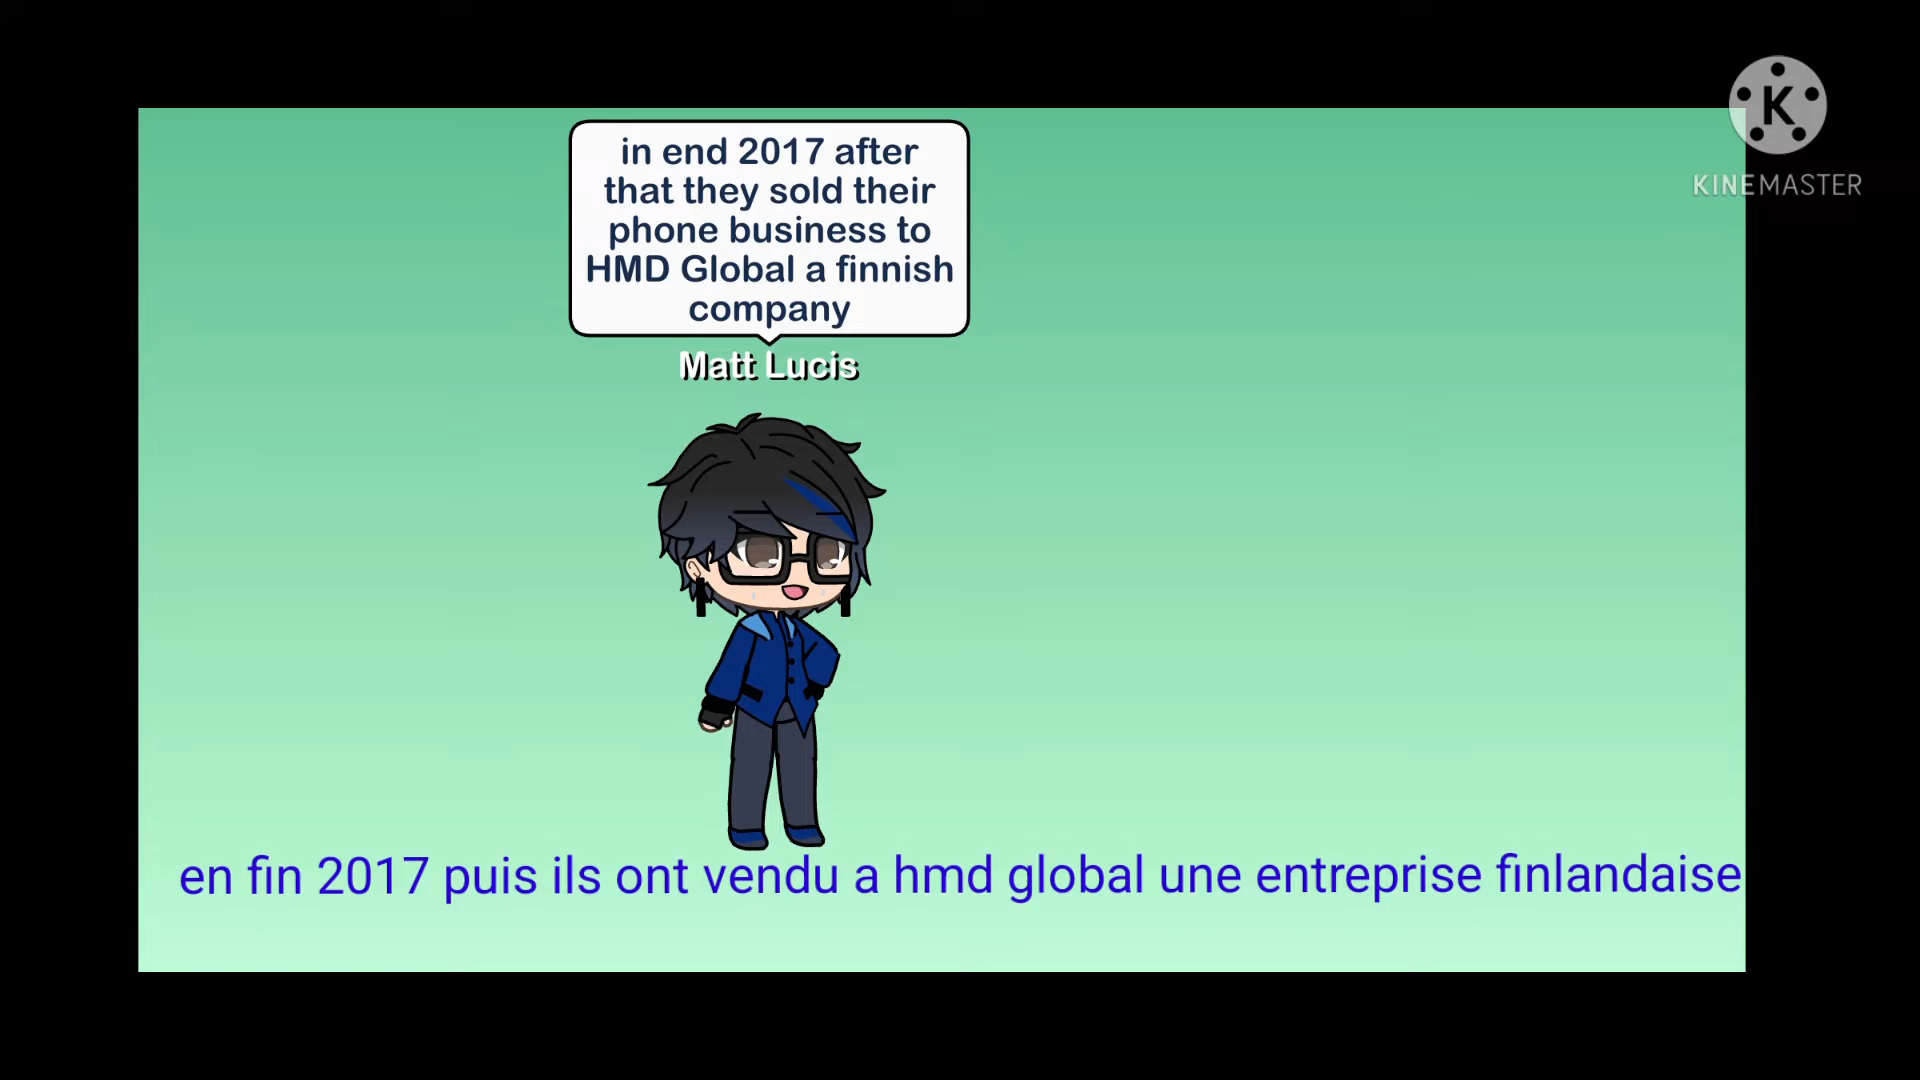 in end 2017 after
that they sold their
phone business to
HMD Global a finnish
company
Matt Lucis
en fin 2017 puis ils ont vendu a hmd global une entreprise finlandaise
K
KINEMASTER